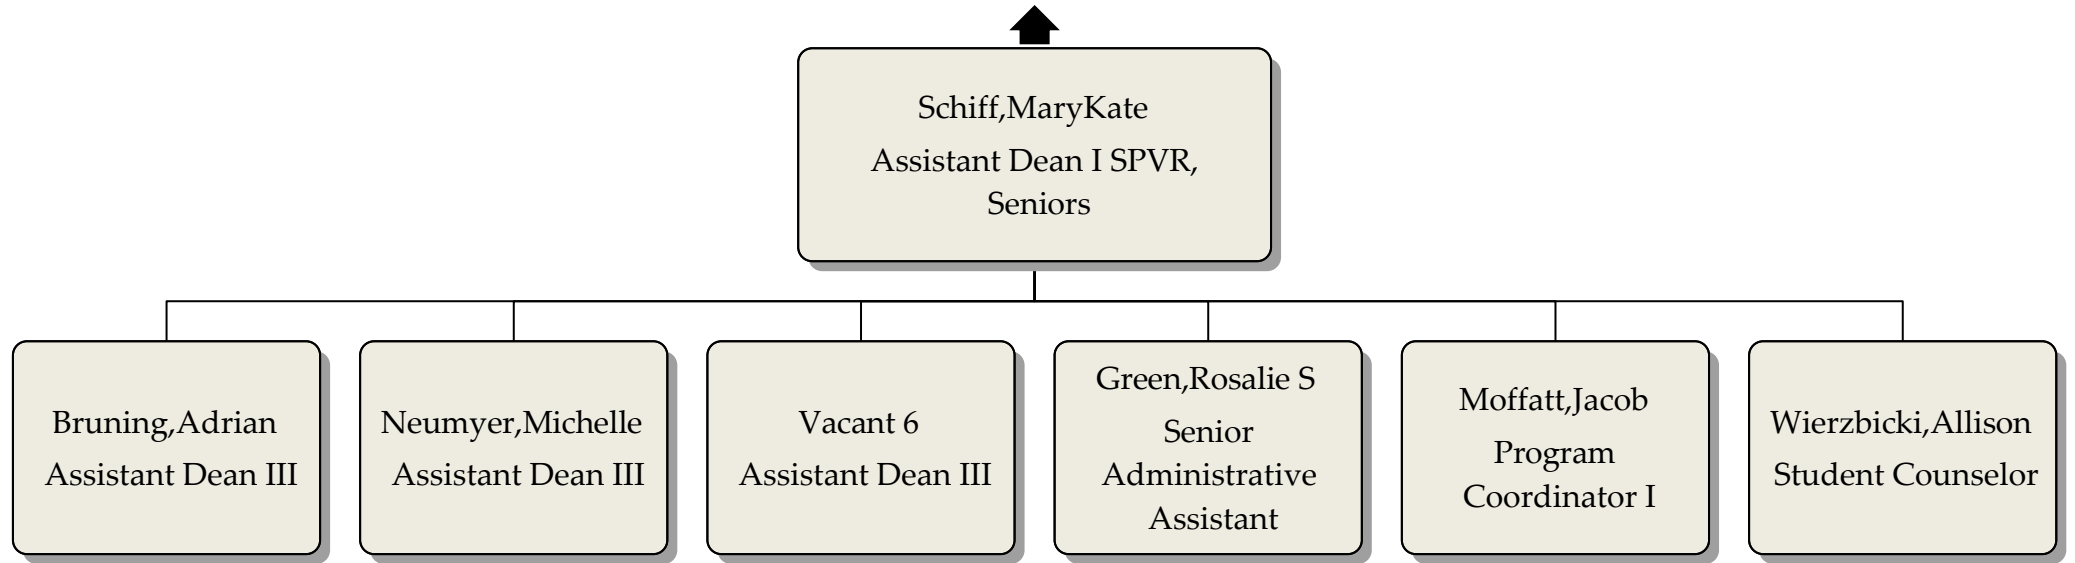 Schiff,MaryKate
Assistant Dean I SPVR,
Seniors
Bruning,Adrian
Assistant Dean III
Neumyer,Michelle
Assistant Dean III
Vacant 6
Assistant Dean III
Green,Rosalie S
Senior
Administrative
Assistant
Moffatt,Jacob
Program
Coordinator I
Wierzbicki,Allison
Student Counselor